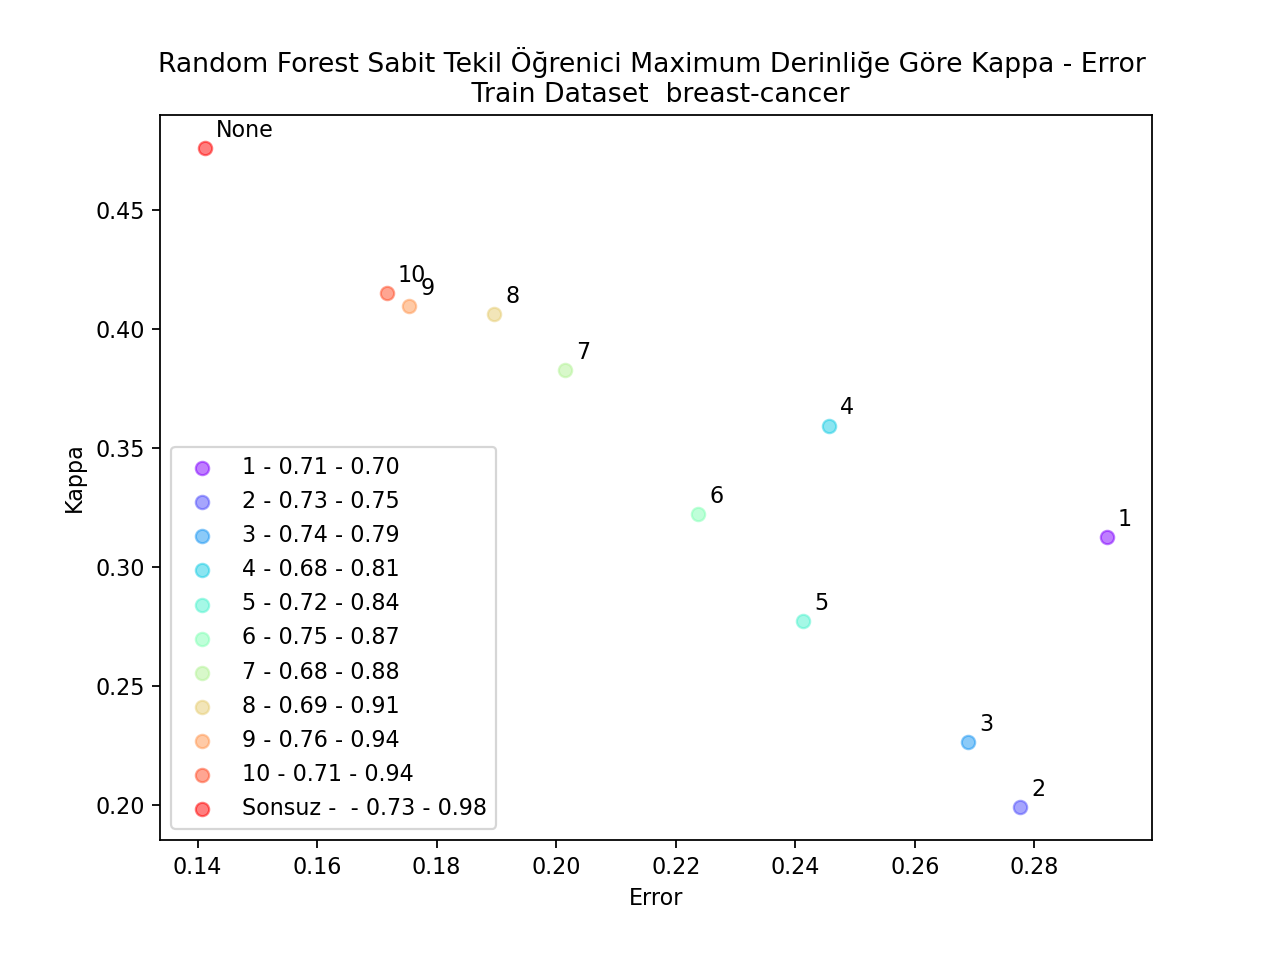 Random Forest Sabit Tekil Öğrenici Maximum Derinliğe Göre Kappa - Error
Train Dataset  breast-cancer
None
10
9
8
7
4
6
1
5
3
2
0.45
0.40
0.35
0.30
0.25
0.20
Kappa
1 - 0.71 - 0.70
2 - 0.73 - 0.75
3 - 0.74 - 0.79
4 - 0.68 - 0.81
5 - 0.72 - 0.84
6 - 0.75 - 0.87
7 - 0.68 - 0.88
8 - 0.69 - 0.91
9 - 0.76 - 0.94
10 - 0.71 - 0.94
Sonsuz -  - 0.73 - 0.98
0.14 0.16 0.18 0.20 0.22 0.24 0.26 0.28
Error